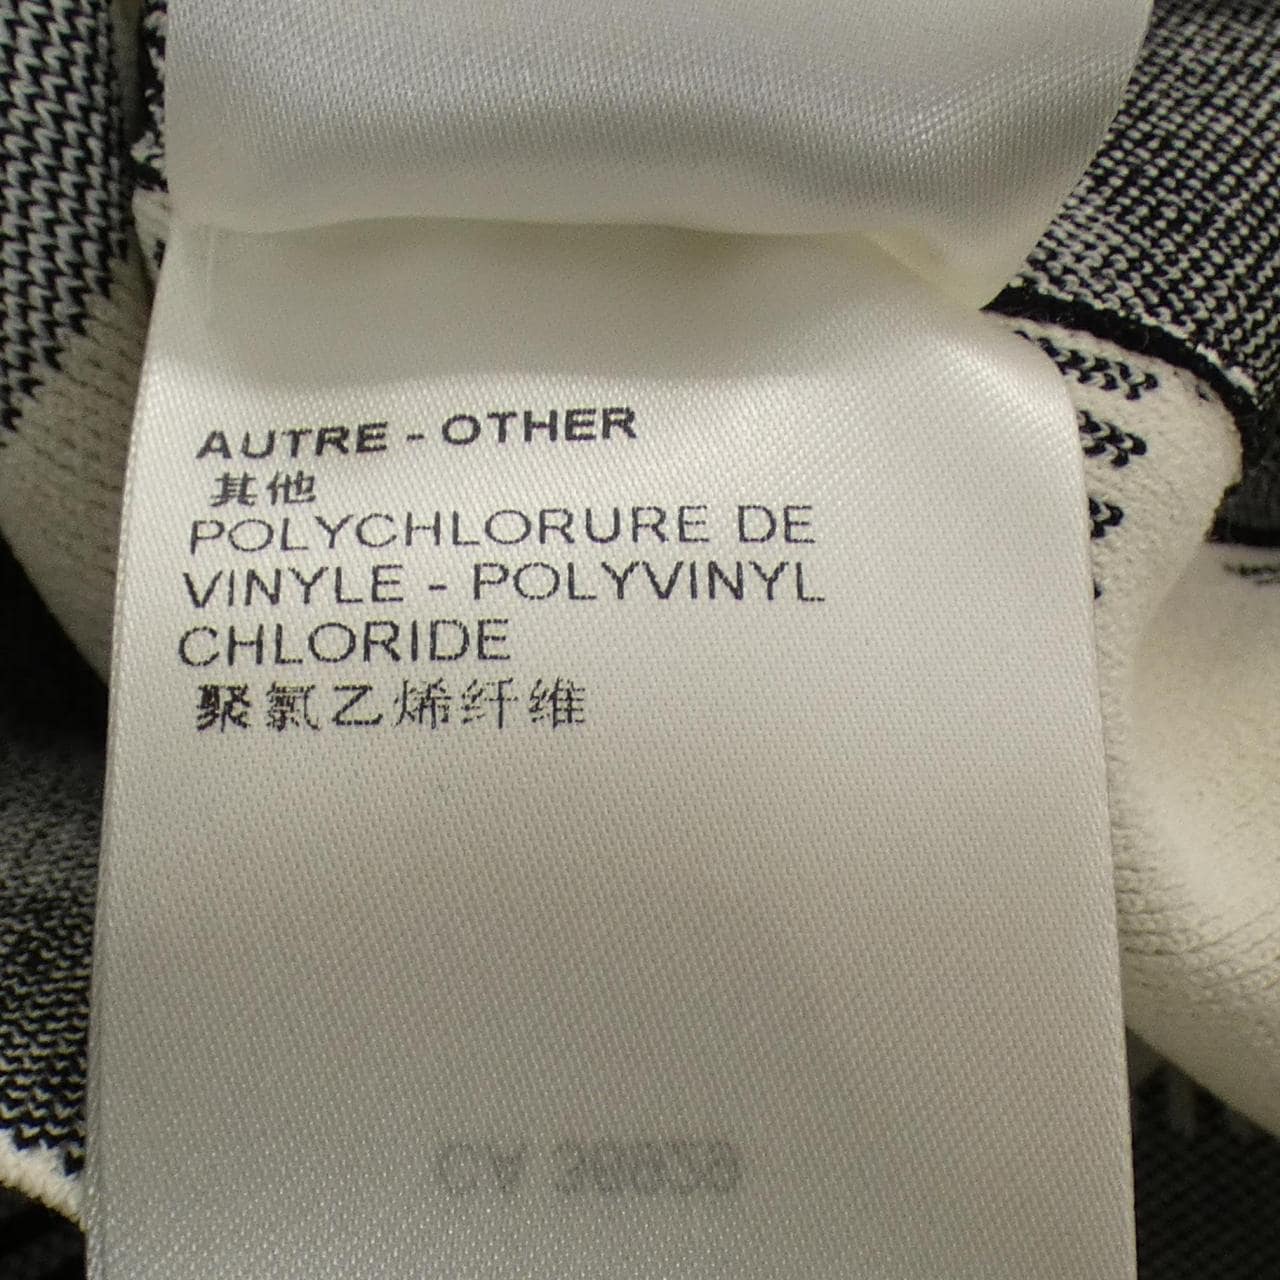 AUTRE - OTHER
其他
POLYCHLORURE DE
VINYLE - POLYVINYL
CHLORIDE
聚氯乙烯纤维